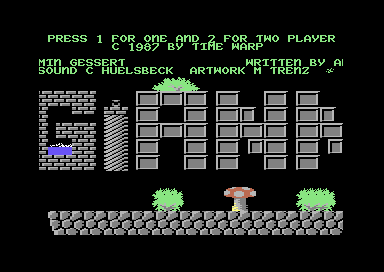 PRESS 1 FOR ONE AND 2 FOR TWO PLAYER
C 1987 BY TIME WARP
MIN GESSERT WRITTEN BY A
SOUND C HUELSBECK ARTWORK M TRENZ
GIANA